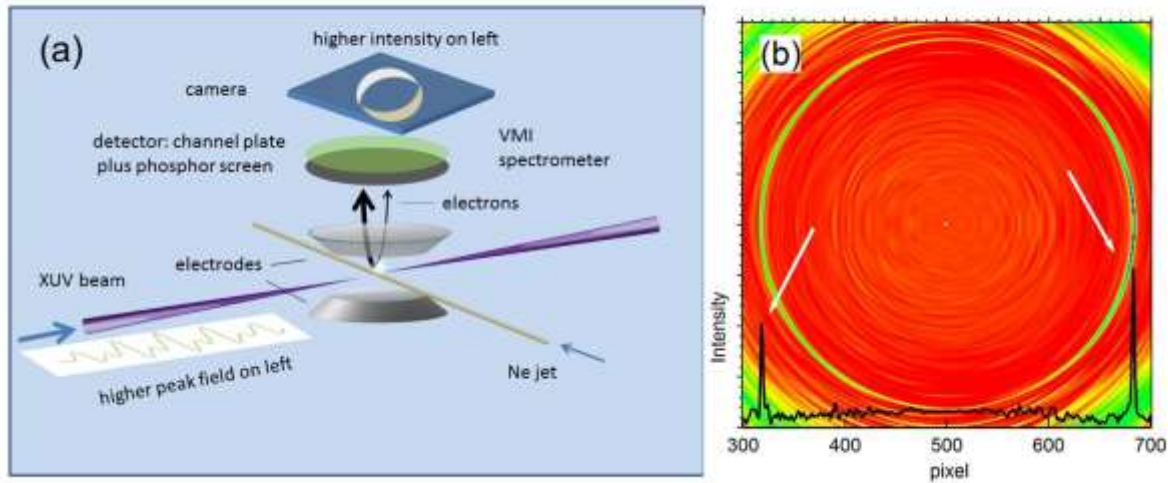 (a)
higher intensity on left
camera
detector: channel plate
plus phosphor screen
VMI
spectrometer
electrons
electrodes
XUV beam
higher peak field on left
Ne jet
(b)
Intensity
300 400 500 600 700
pixel